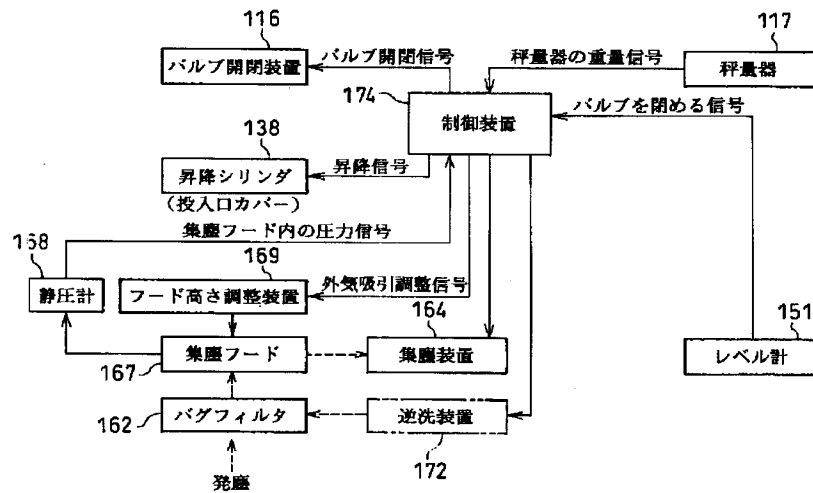 116
117
バルブ開閉装置
バルブ開閉信号
秤量器の重量信号
秤量器
174
制御装置
バルブを閉める信号
138
昇降シリンダ
昇降信号
(投入口カバー)
集塵フード内の圧力信号
168
169
静圧計
フード高さ調整装置
外気吸引調整信号
164
151
集塵フード
集塵装置
レベル計
167
バグフィルタ
逆洗装置
162
172
発塵